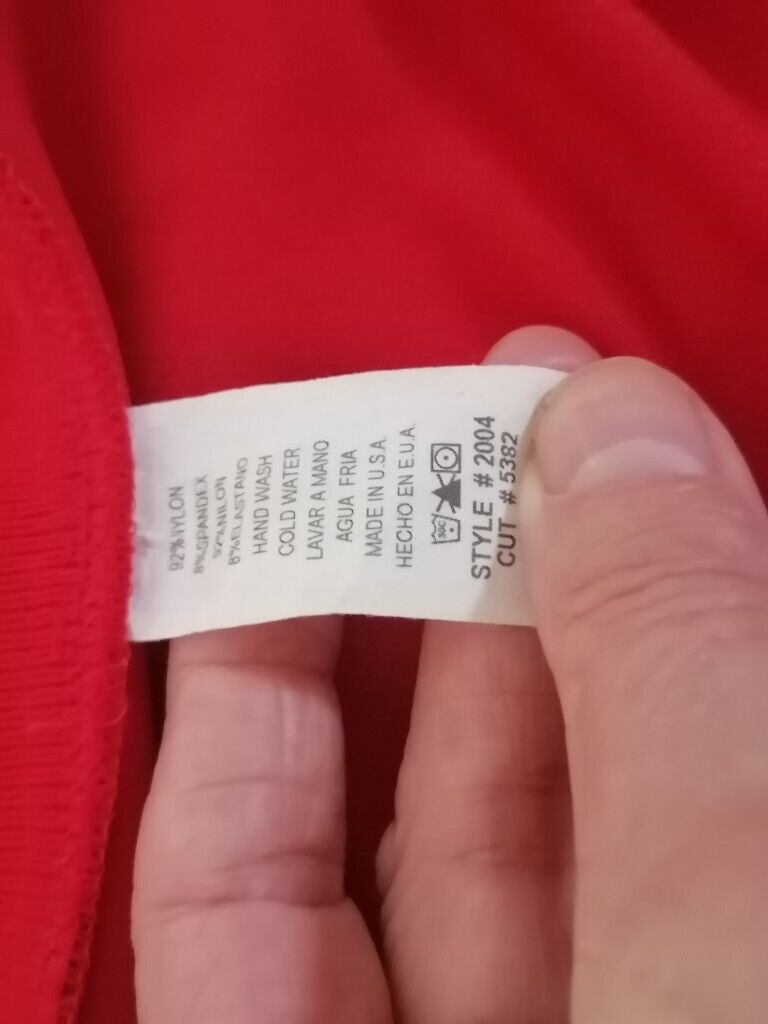 92% NYLON
8% SPANDEX
92% NILON
8% ELASTANO
HAND WASH
COLD WATER
LAVAR A MANO
AGUA FRIA
MADE IN U.S.A.
HECHO EN E.U.A.
30C
STYLE # 2004
CUT # 5382